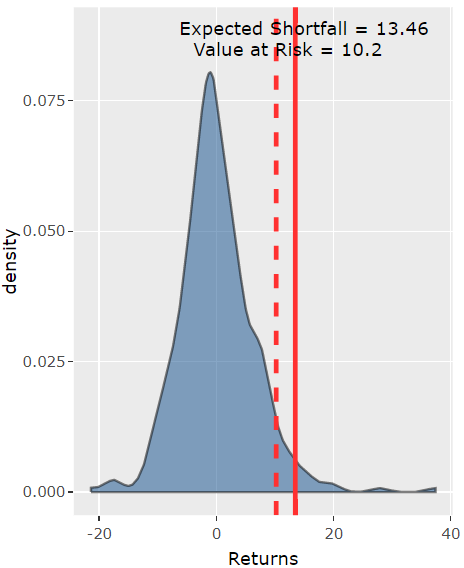 Expected Shortfall = 13.46
Value at Risk = 10.2
0.075
0.050
0.025
0.000
density
-20
0
20
40
Returns